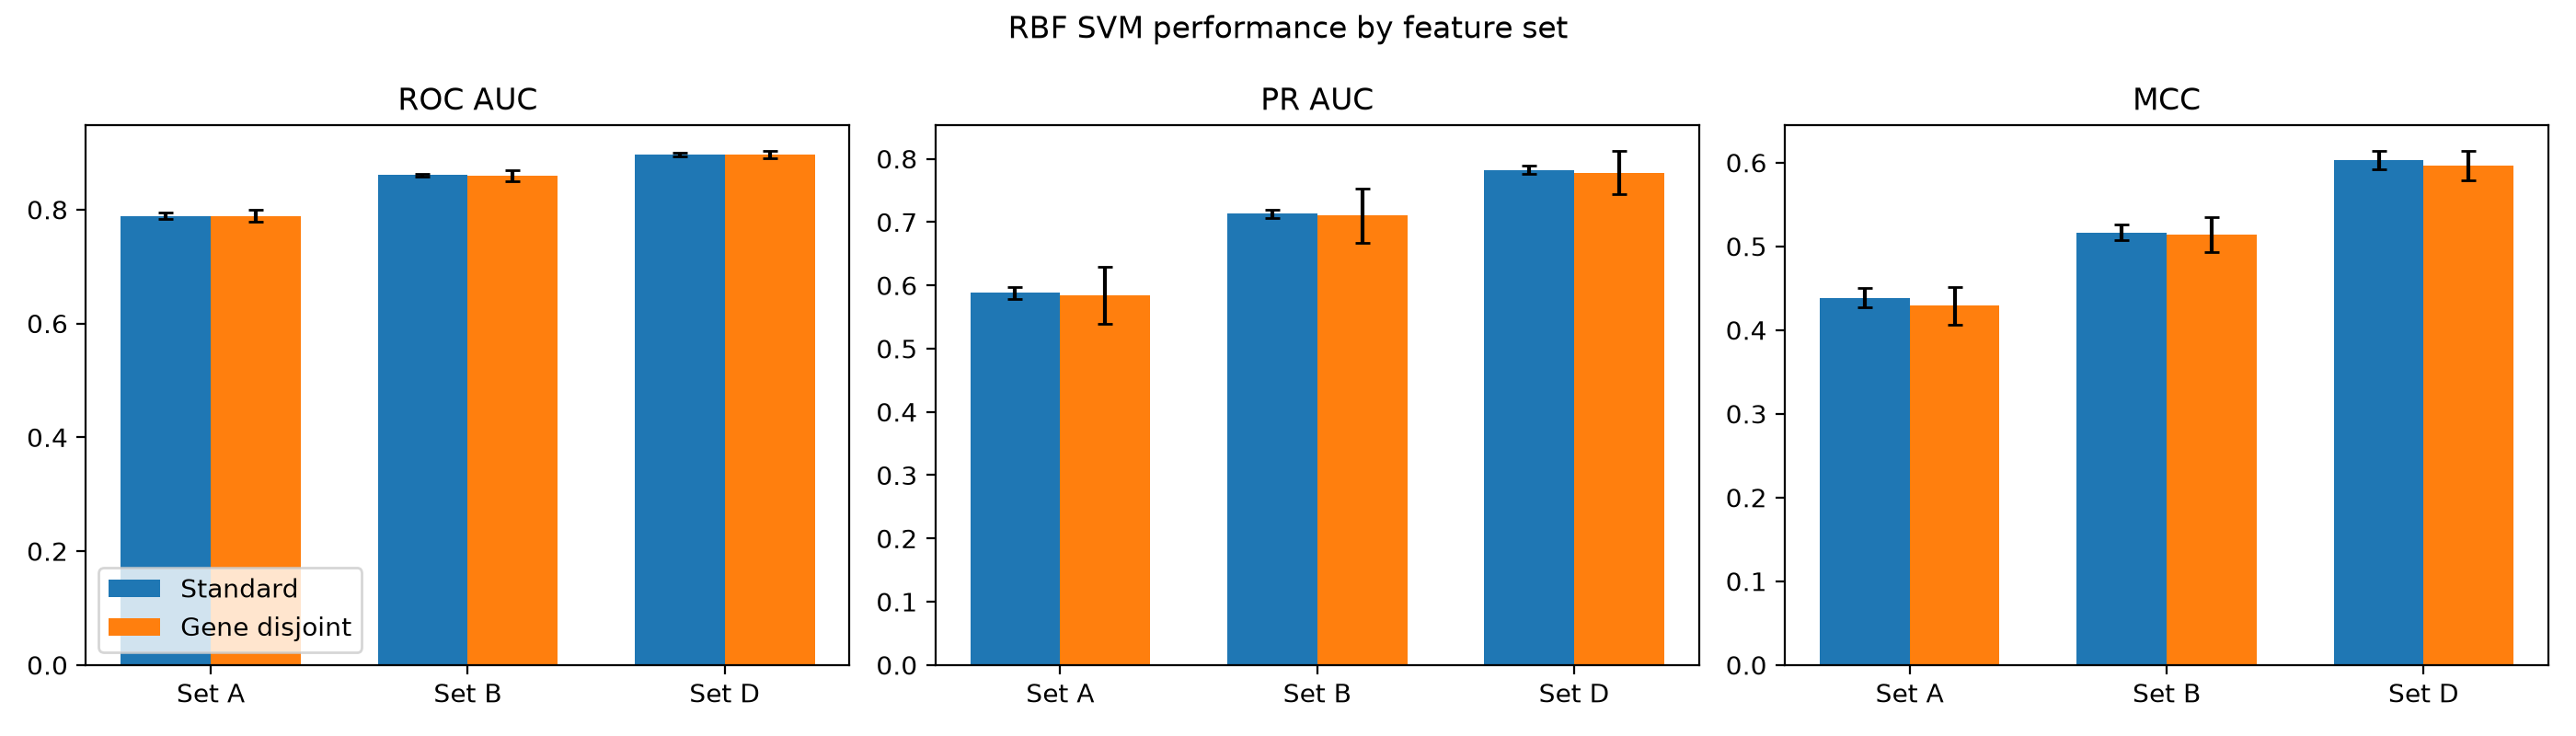 RBF SVM performance by feature set
ROC AUC
0.8
0.6
0.4
0.2
0.0
Standard
Gene disjoint
Set A Set B Set D
PR AUC
0.8
0.7
0.6
0.5
0.4
0.3
0.2
0.1
0.0
Set A Set B Set D
MCC
0.6
0.5
0.4
0.3
0.2
0.1
0.0
Set A Set B Set D